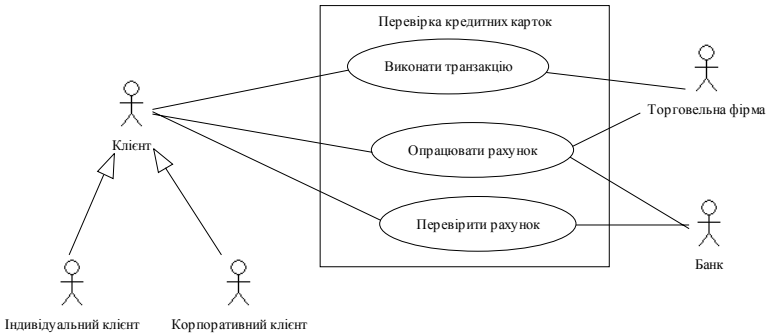 Перевірка кредитних карток
Виконати транзакцію
Торговельна фірма
Клієнт
Опрацювати рахунок
Перевірити рахунок
Банк
Індивідуальний клієнт
Корпоративний клієнт